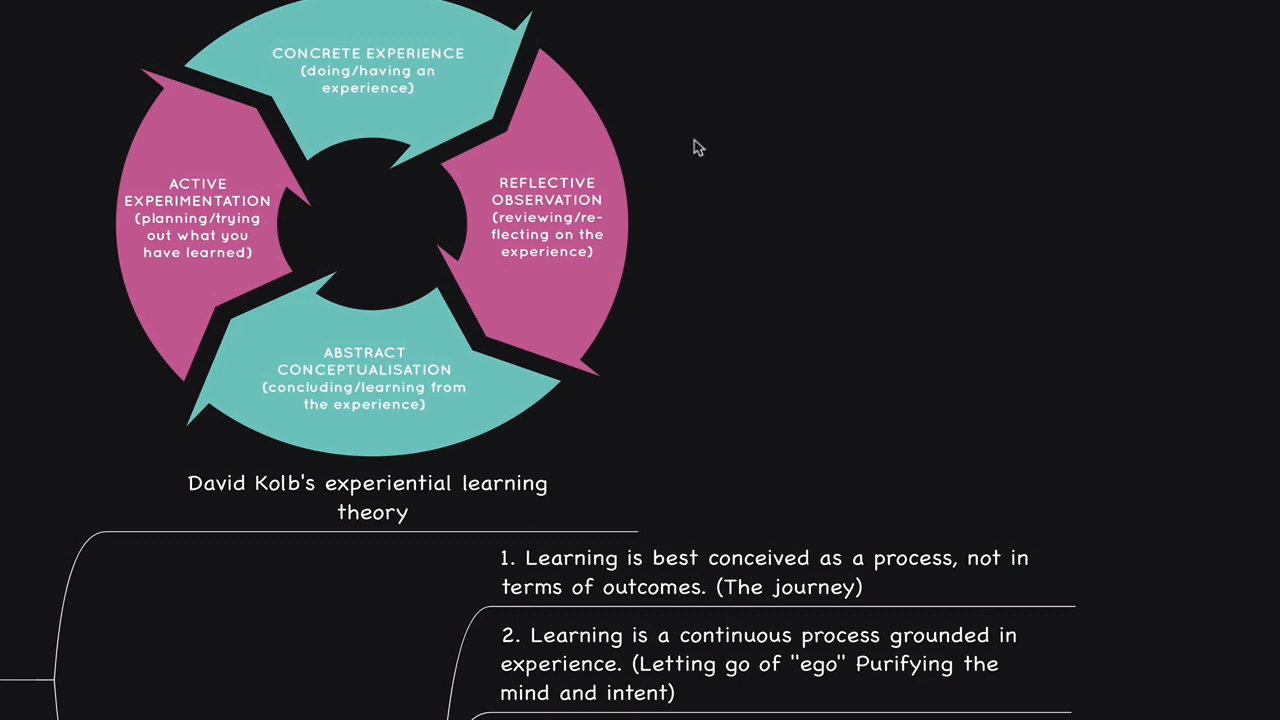 CONCRETE EXPERIENCE
(doing/having an
experience)
ACTIVE
EXPERIMENTATION
(planning/trying
out what you
have learned)
REFLECTIVE
OBSERVATION
(reviewing/re-
flecting on the
experience)
ABSTRACT
CONCEPTUALISATION
(concluding/learning from
the experience)
David Kolb's experiential learning
theory
1. Learning is best conceived as a process, not in
terms of outcomes. (The journey)
2. Learning is a continuous process grounded in
experience. (Letting go of "ego" Purifying the
mind and intent)